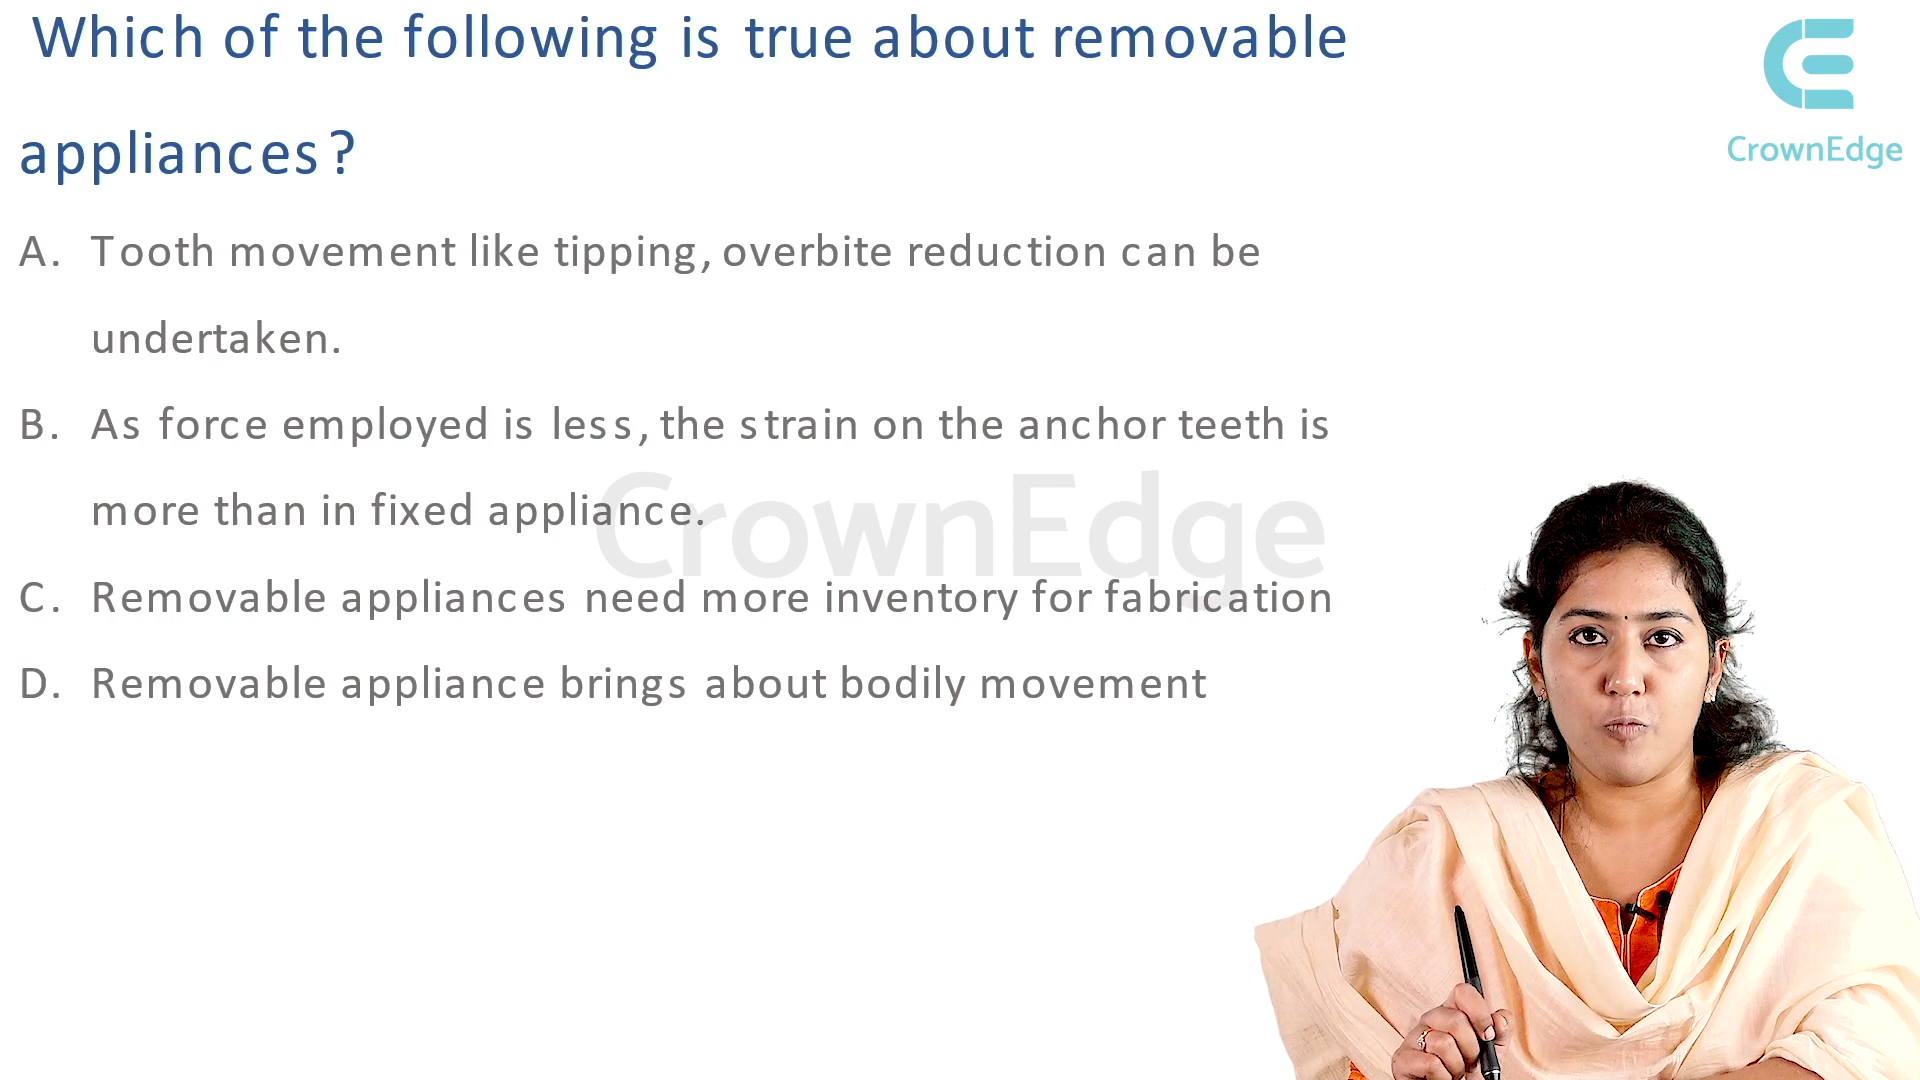 Which of the following is true about removable
appliances?
CrownEdge
A. Tooth movement like tipping, overbite reduction can be
undertaken.
B. As force employed is less, the strain on the anchor teeth is
more than in fixed appliance.
CrownEdge
C. Removable appliances need more inventory for fabrication
D. Removable appliance brings about bodily movement